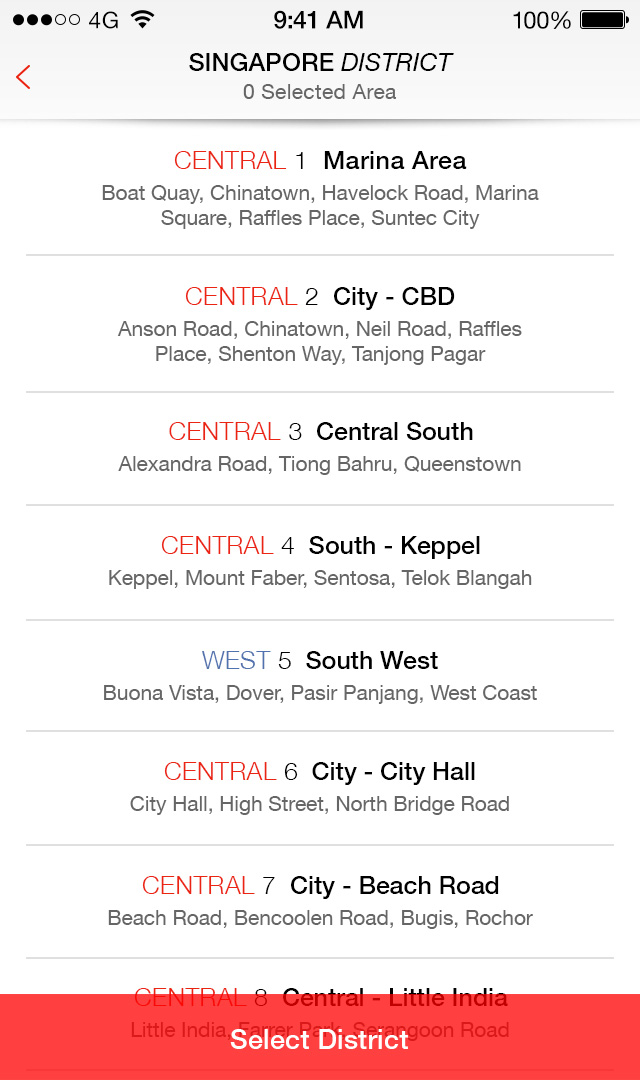 4G 9:41 AM 100%
SINGAPORE DISTRICT
0 Selected Area
CENTRAL 1 Marina Area
Boat Quay, Chinatown, Havelock Road, Marina
Square, Raffles Place, Suntec City
CENTRAL 2 City - CBD
Anson Road, Chinatown, Neil Road, Raffles
Place, Shenton Way, Tanjong Pagar
CENTRAL 3 Central South
Alexandra Road, Tiong Bahru, Queenstown
CENTRAL 4 South - Keppel
Keppel, Mount Faber, Sentosa, Telok Blangah
WEST 5 South West
Buona Vista, Dover, Pasir Panjang, West Coast
CENTRAL 6 City - City Hall
City Hall, High Street, North Bridge Road
CENTRAL 7 City - Beach Road
Beach Road, Bencoolen Road, Bugis, Rochor
CENTRAL 8 Central - Little India
Little India, Farrer Park, Serangoon Road
Select District